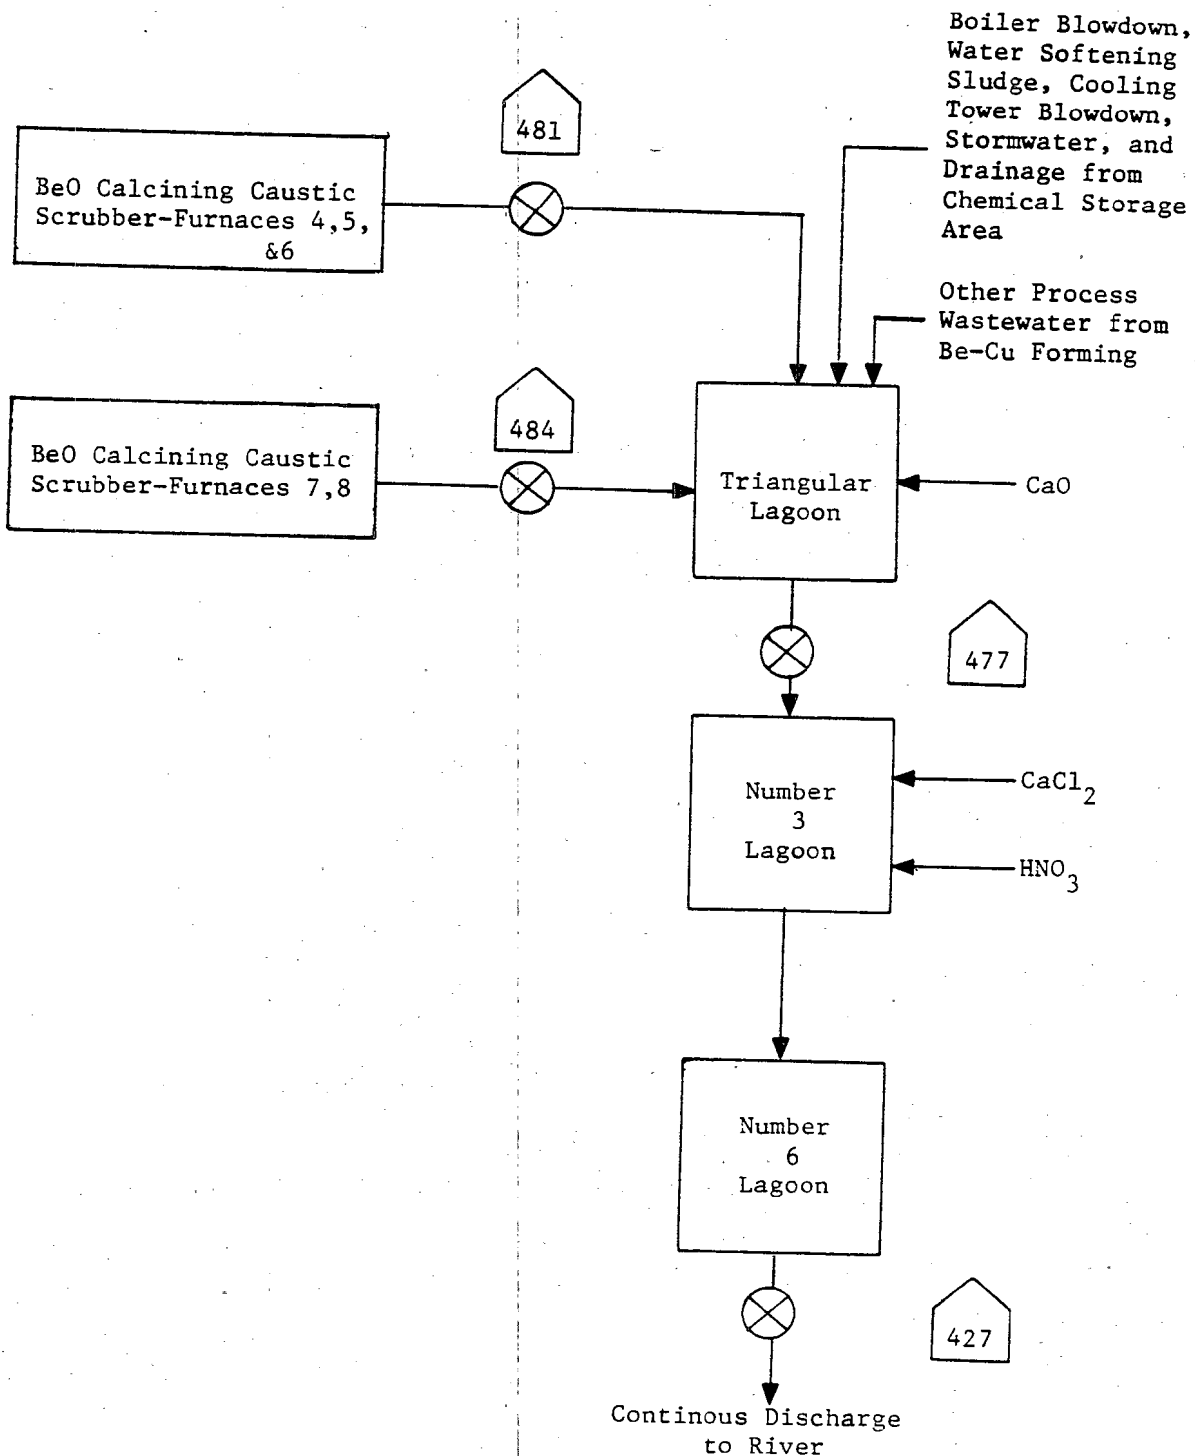 Boiler Blowdown,
Water Softening
Sludge, Cooling
Tower Blowdown,
Stormwater, and
Drainage from
Chemical Storage
Area
481
BeO Calcining Caustic
Scrubber-Furnaces 4,5,
&6
Other Process
Wastewater from
Be-Cu Forming
484
BeO Calcining Caustic
Scrubber-Furnaces 7,8
Triangular
Lagoon
CaO
477
Number
3
Lagoon
CaCl2
HNO3
Number
6
Lagoon
427
Continous Discharge
to River